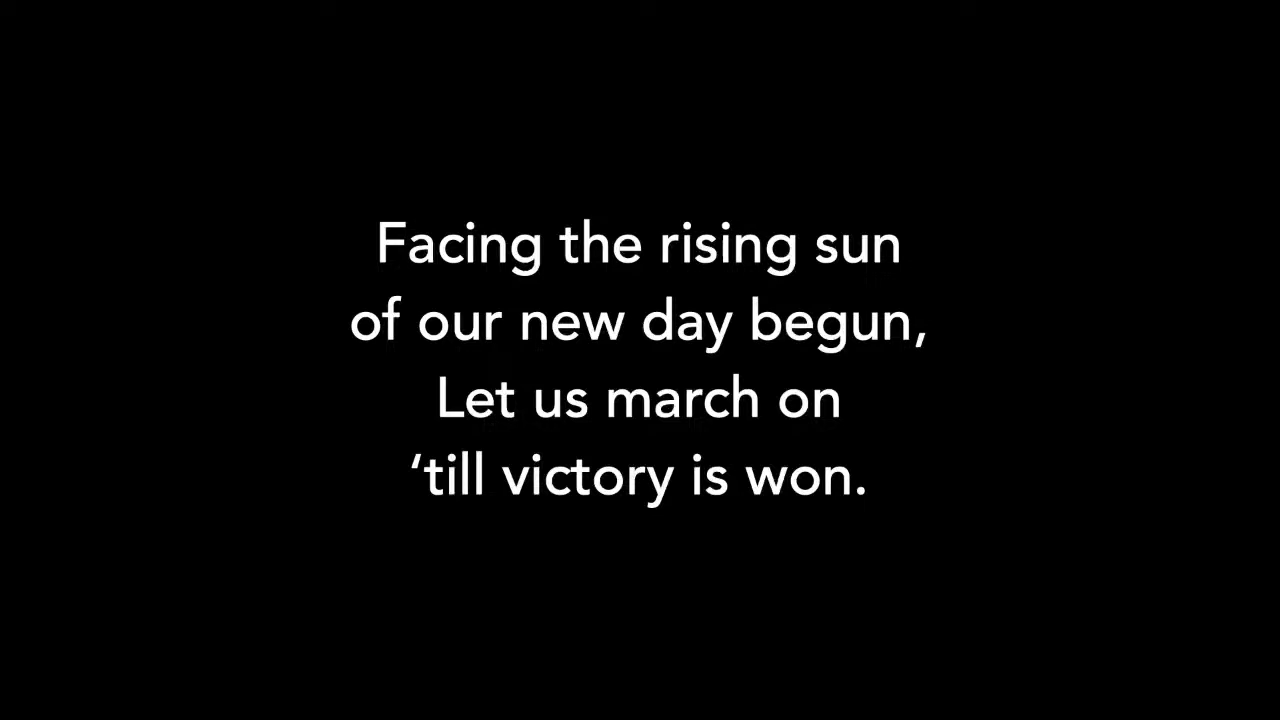 Facing the rising sun
of our new day begun,
Let us march on
‘till victory is won.